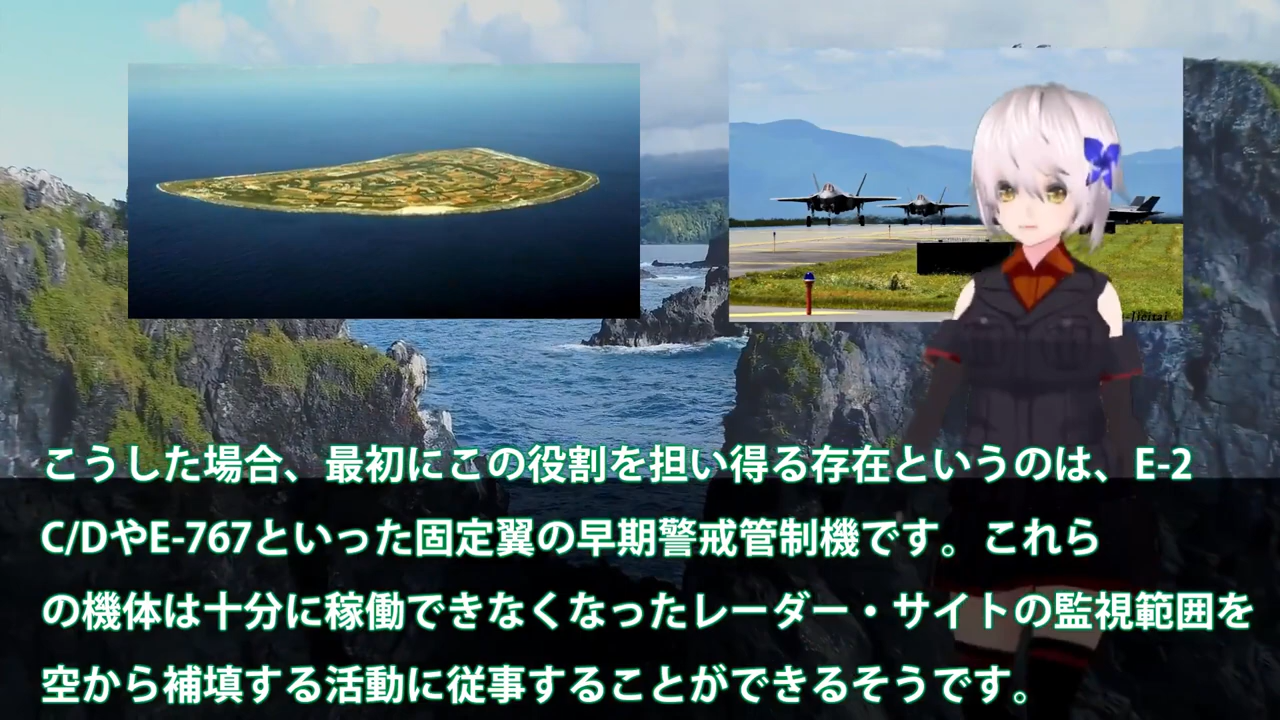 こうした場合、最初にこの役割を担い得る存在というのは、E-2
C/DやE-767といった固定翼の早期警戒管制機です。これら
の機体は十分に稼働できなくなったレーダー・サイトの監視範囲を
空から補填する活動に従事することができるそうです。